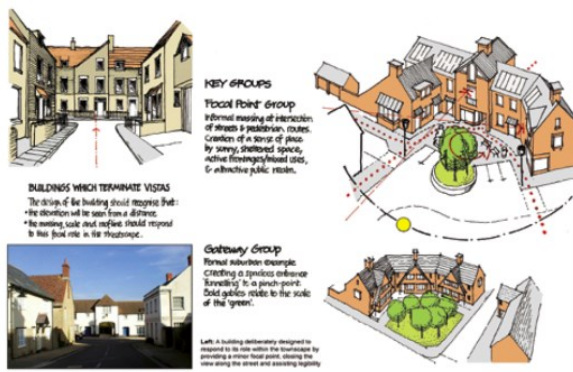 BUILDINGS WHICH TERMINATE VISTAS
The design of the building should recognise that:
• the elevation will be seen from a distance
• the massing, scale and roofline should respond
to this focal role in the streetscape.
KEY GROUPS
Focal Point Group
Informal massing at intersection
of streets & pedestrian routes.
Creation of a sense of place
by sunny, sheltered space,
active frontages/mixed uses,
& attractive public realm.
Gateway Group
Formal suburban example
Creating a spacious entrance
'funnelling' to a pinch-point
Bold gables relate to the scale
of the 'green'.
Left: A building deliberately designed to
respond to its role within the townscape by
providing a minor focal point, closing the
view along the street and assisting legibility